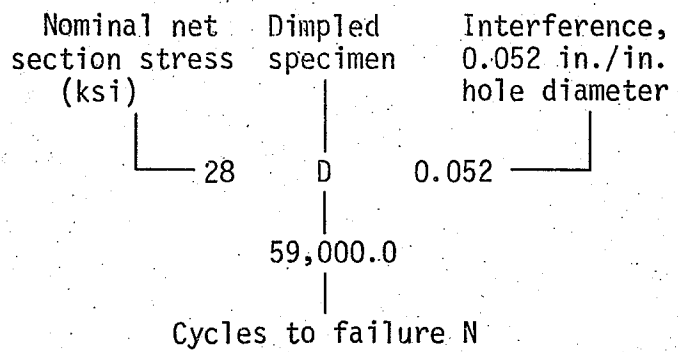 Nominal net Dimpled Interference,
section stress specimen 0.052 in./in.
(ksi) hole diameter
28 D 0.052
59,000.0
Cycles to failure N